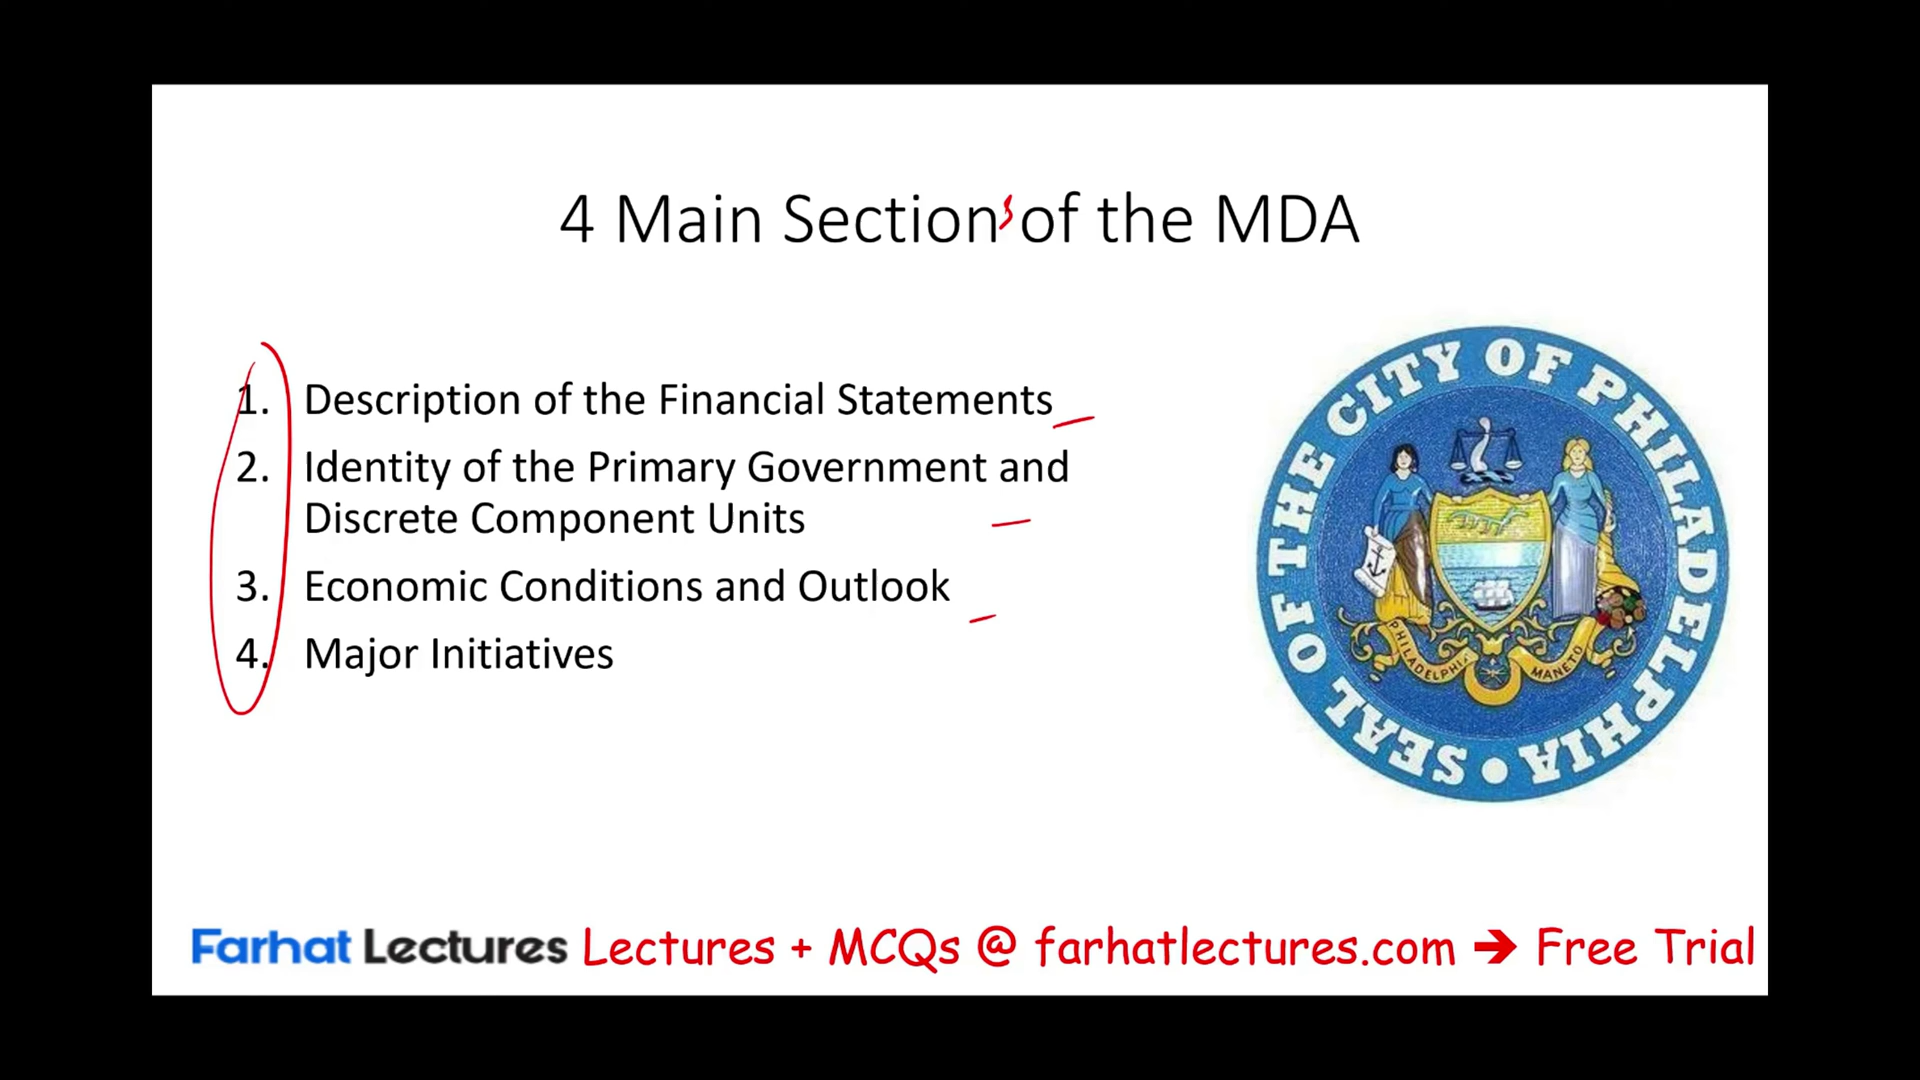 4 Main Sections of the MDA
1. Description of the Financial Statements
2. Identity of the Primary Government and
Discrete Component Units
3. Economic Conditions and Outlook
4. Major Initiatives
SEAL OF THE CITY OF PHILADELPHIA
PHILADELPHIA MANETO
Farhat Lectures Lectures + MCQs @ farhatlectures.com ➔ Free Trial